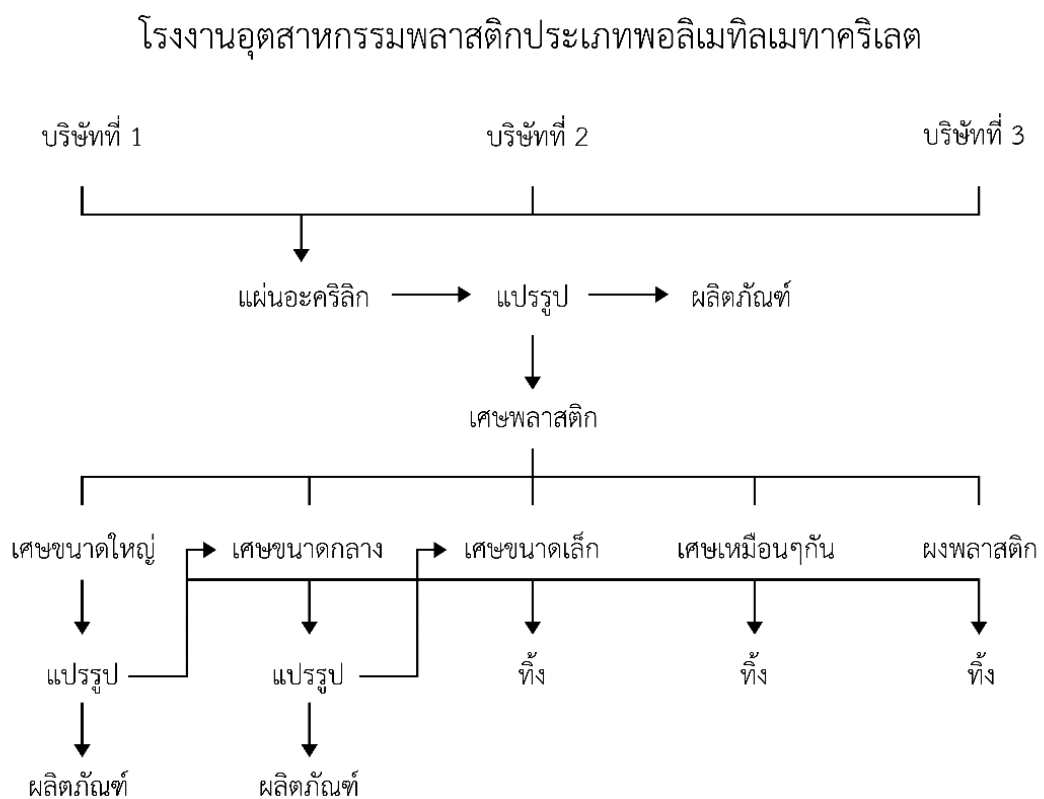 โรงงานอุตสาหกรรมพลาสติกประเภทพอลิเมทิลเมทาคริเลต
บริษัทที่ 1 บริษัทที่ 2 บริษัทที่ 3
แผ่นอะคริลิก แปรรูป ผลิตภัณฑ์
เศษพลาสติก
เศษขนาดใหญ่ เศษขนาดกลาง เศษขนาดเล็ก เศษเหมือนๆกัน ผงพลาสติก
แปรรูป แปรรูป ทิ้ง ทิ้ง ทิ้ง
ผลิตภัณฑ์ ผลิตภัณฑ์